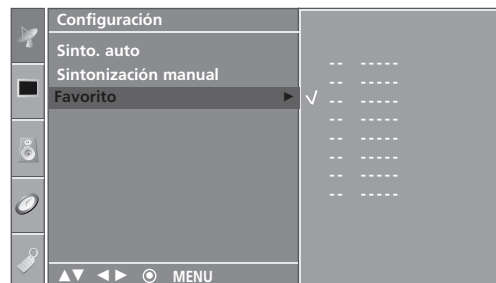 Configuración
Sinto. auto
Sintonización manual
Favorito ► √
-- -----
-- -----
-- -----
-- -----
-- -----
-- -----
-- -----
-- -----
▲▼ ◄► ◉ MENU